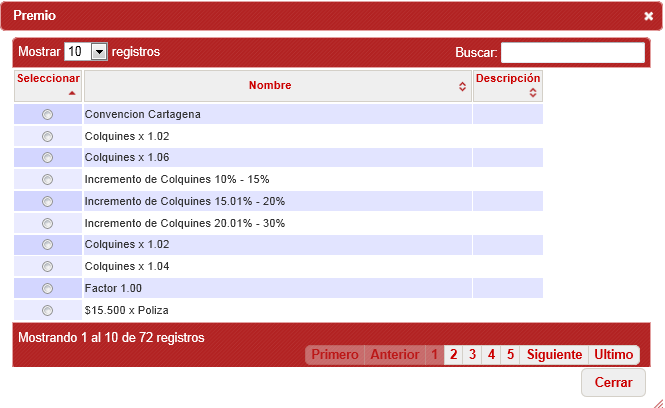 Premio
Mostrar 10 registros Buscar:
Seleccionar Nombre Descripción
Convencion Cartagena
Colquines x 1.02
Colquines x 1.06
Incremento de Colquines 10% - 15%
Incremento de Colquines 15.01% - 20%
Incremento de Colquines 20.01% - 30%
Colquines x 1.02
Colquines x 1.04
Factor 1.00
$15.500 x Poliza
Mostrando 1 al 10 de 72 registros
Primero Anterior 1 2 3 4 5 Siguiente Ultimo
Cerrar